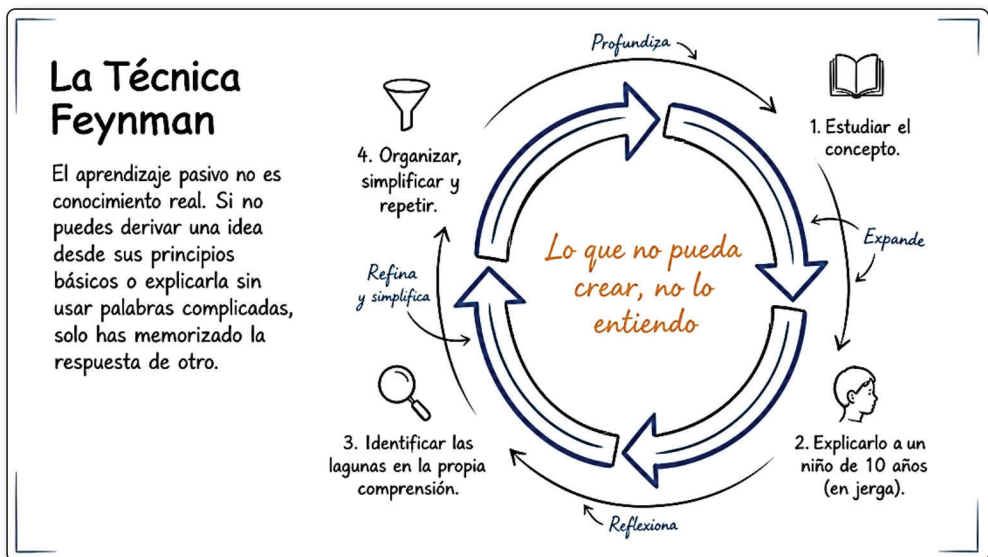 La Técnica
Feynman
El aprendizaje pasivo no es
conocimiento real. Si no
puedes derivar una idea
desde sus principios
básicos o explicarla sin
usar palabras complicadas,
solo has memorizado la
respuesta de otro.
Profundiza
1. Estudiar el
concepto.
Expande
2. Explicarlo a un
niño de 10 años
(en jerga).
Reflexiona
3. Identificar las
lagunas en la propia
comprensión.
Refina
y simplifica
4. Organizar,
simplificar y
repetir.
Lo que no pueda
crear, no lo
entiendo